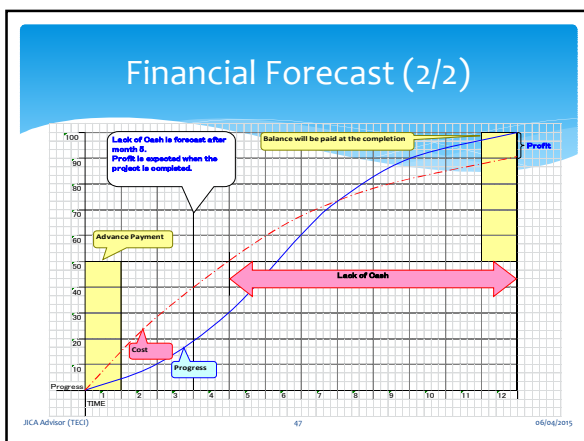 Financial Forecast (2/2)
100
90
80
70
60
50
40
30
20
10
Progress
Lack of Cash is forecast after
month 5.
Profit is expected when the
project is completed.
Balance will be paid at the completion
Profit
Advance Payment
Lack of Cash
Cost
Progress
1 2 3 4 5 6 7 8 9 10 11 12
TIME
JICA Advisor (TECI) 47 06/04/2015